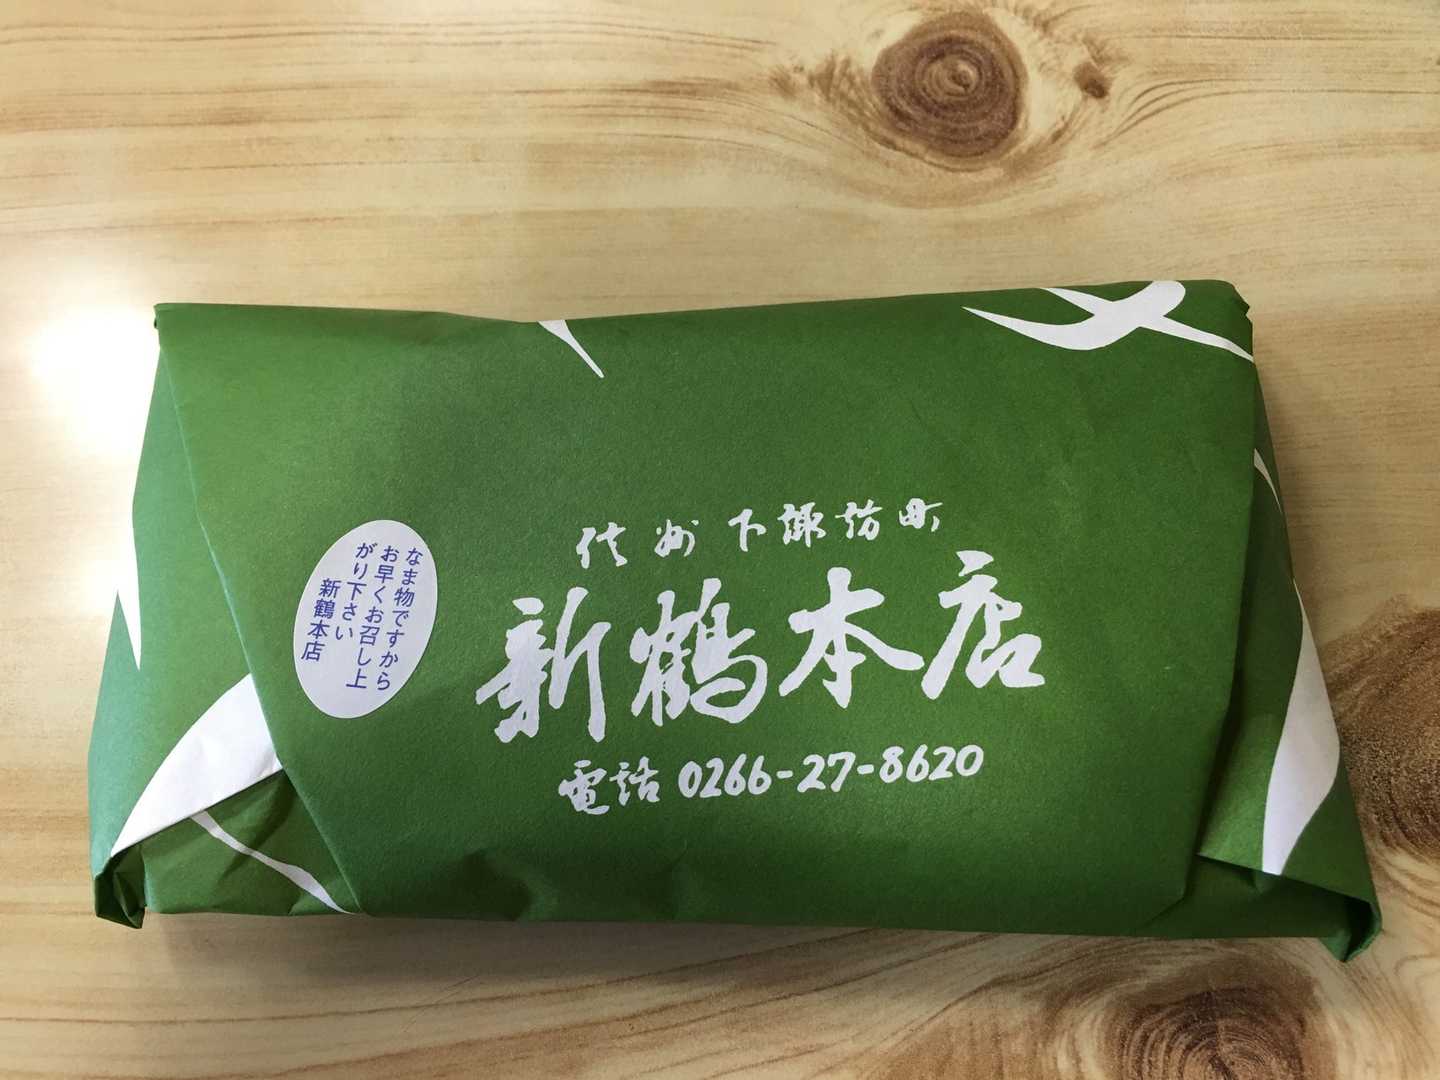 信州下諏訪町
新鶴本店
電話 0266-27-8620
なま物ですから
お早くお召し上
がり下さい
新鶴本店